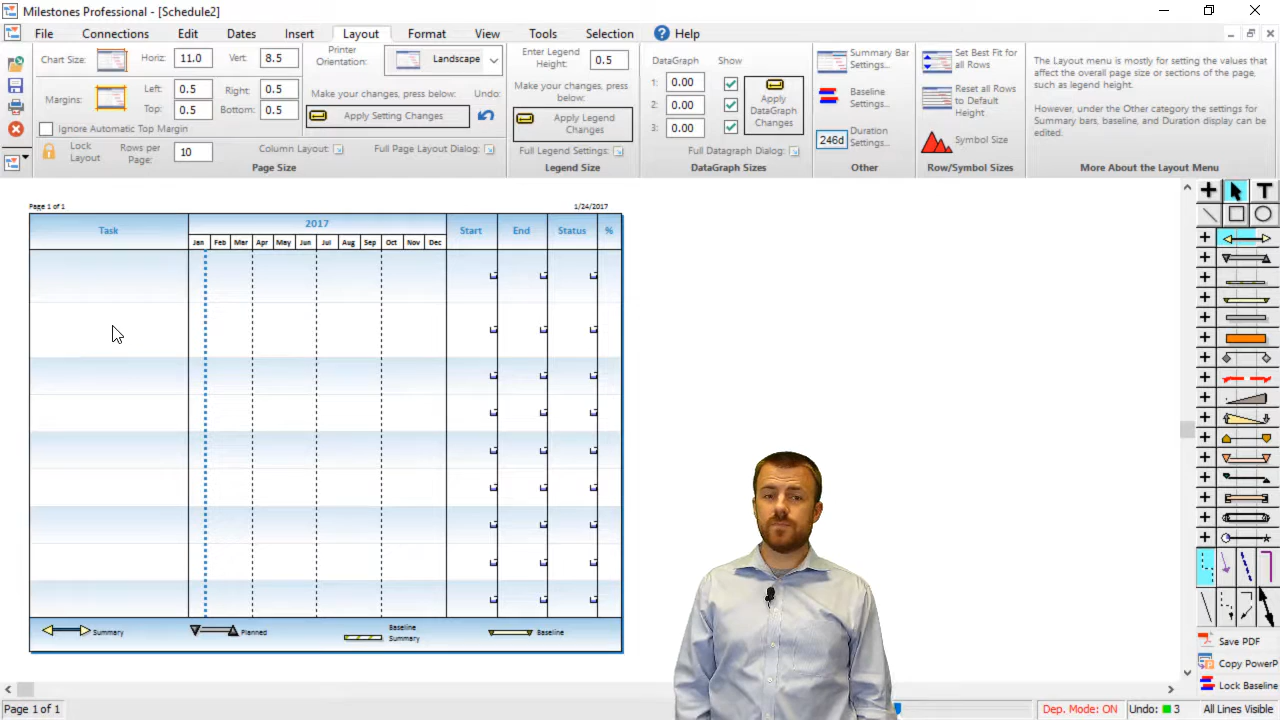 Milestones Professional - [Schedule2]
File Connections Edit Dates Insert Layout Format View Tools Selection Help
Chart Size: Horiz: 11.0 Vert: 8.5
Margins: Left: 0.5 Right: 0.5
Top: 0.5 Bottom: 0.5
Ignore Automatic Top Margin
Lock Layout
Rows/ Page: 10
Column Layout:
Printer Orientation: Landscape
Make your changes, press below: Undo:
Apply Setting Changes
Full Page Layout Dialog:
Page Size
Enter Legend Height: 0.5
Make your changes, press below:
Apply Legend Changes
Full Legend Settings:
Legend Size
DataGraph Show
1: 0.00
2: 0.00
3: 0.00
Apply DataGraph Changes
Full Datagraph Dialog:
DataGraph Sizes
Summary Bar Settings...
Baseline Settings...
246d Duration Settings...
Other
Set Best Fit for all Rows
Reset all Rows to Default Height
Symbol Size
Row/Symbol Sizes
The Layout menu is mostly for setting the values that
affect the overall page size or sections of the page,
such as legend height.
However, under the Other category the settings for
Summary bars, baseline, and Duration display can be
edited.
More About the Layout Menu
Page 1 of 1 1/24/2017
Task 2017 Start End Status %
Jan Feb Mar Apr May Jun Jul Aug Sep Oct Nov Dec
Summary Planned Baseline Summary Baseline
T
Save PDF
Copy PowerP
Lock Baseline
Page 1 of 1 Dep. Mode: ON Undo: 3 All Lines Visible